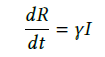 dR/dt = γI